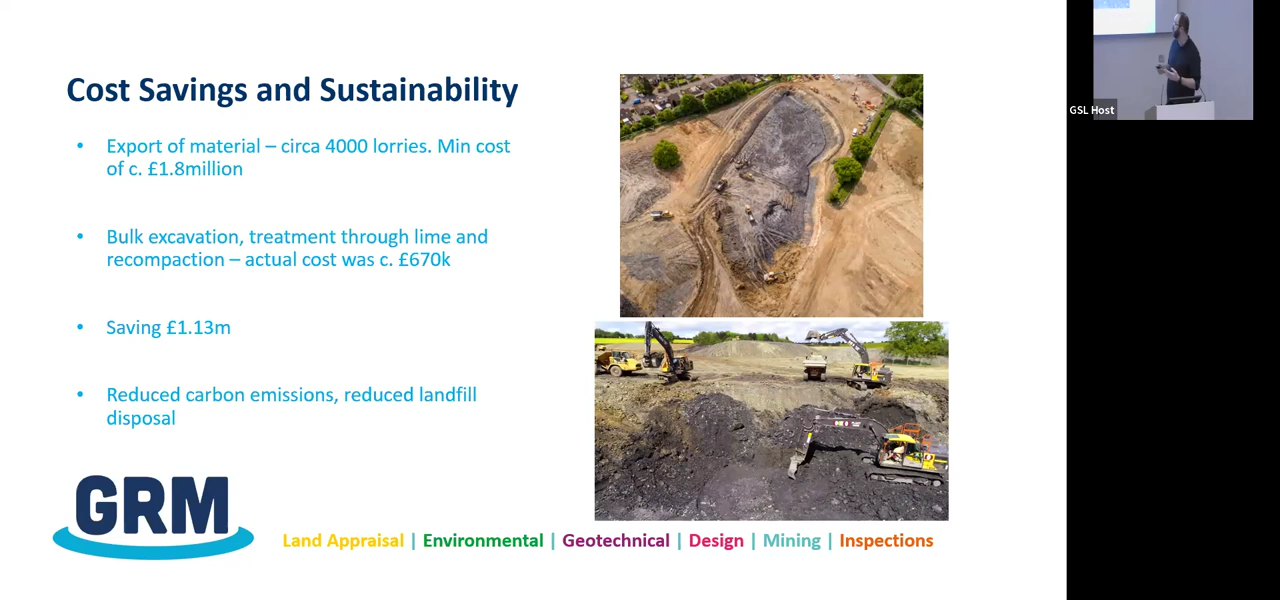 Cost Savings and Sustainability
• Export of material – circa 4000 lorries. Min cost
of c. £1.8million
• Bulk excavation, treatment through lime and
recompaction – actual cost was c. £670k
• Saving £1.13m
• Reduced carbon emissions, reduced landfill
disposal
GRM
Land Appraisal | Environmental | Geotechnical | Design | Mining | Inspections
GSL Host